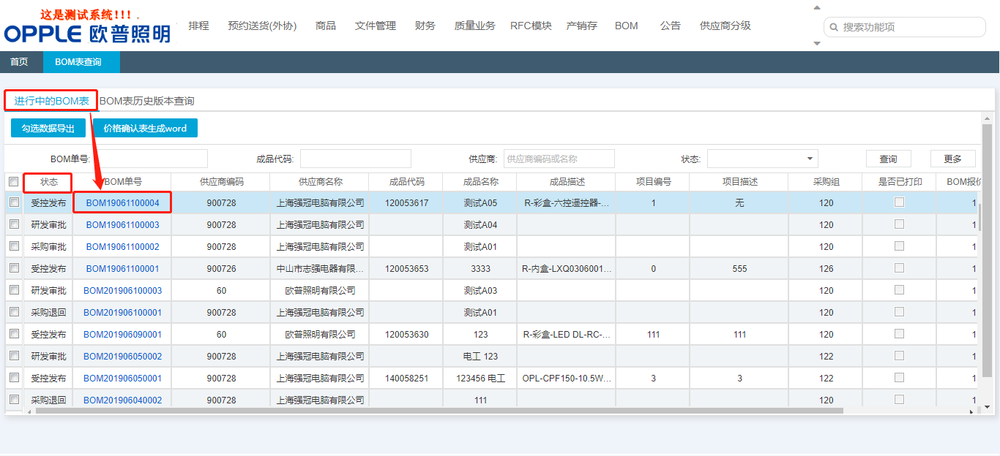 这是测试系统!!!
OPPLE 欧普照明
排程 预约送货(外协) 商品 文件管理 财务 质量业务 RFC模块 产销存 BOM 公告 供应商分级
搜索功能项
首页 BOM表查询
进行中的BOM表 BOM表历史版本查询
勾选数据导出 价格确认表生成word
BOM单号: 成品代码: 供应商: 供应商编码或名称 状态: 查询 更多
状态 BOM单号 供应商编码 供应商名称 成品代码 成品名称 成品描述 项目编号 项目描述 采购组 是否已打印 BOM报价
受控发布 BOM19061100004 900728 上海强冠电脑有限公司 120053617 测试A05 R-彩盒-六控遥控器-... 1 无 120 1
研发审批 BOM19061100003 900728 上海强冠电脑有限公司 测试A04 120 1
采购审批 BOM19061100002 900728 上海强冠电脑有限公司 测试A01 120 1
受控发布 BOM19061100001 900726 中山市志强电器有限... 120053653 3333 R-内盒-LXQ0306001... 0 555 126 1
研发审批 BOM201906100003 60 欧普照明有限公司 测试A03 120 1
采购退回 BOM201906100001 900728 上海强冠电脑有限公司 测试A01 120 1
受控发布 BOM201906090001 60 欧普照明有限公司 120053630 123 R-彩盒-LED DL-RC-... 111 111 120 1
研发审批 BOM201906050002 900728 上海强冠电脑有限公司 电工 123 122 1
受控发布 BOM201906050001 900728 上海强冠电脑有限公司 140058251 123456 电工 OPL-CPF150-10.5W... 3 3 122 1
采购退回 BOM201906040002 900728 上海强冠电脑有限公司 111 120 1